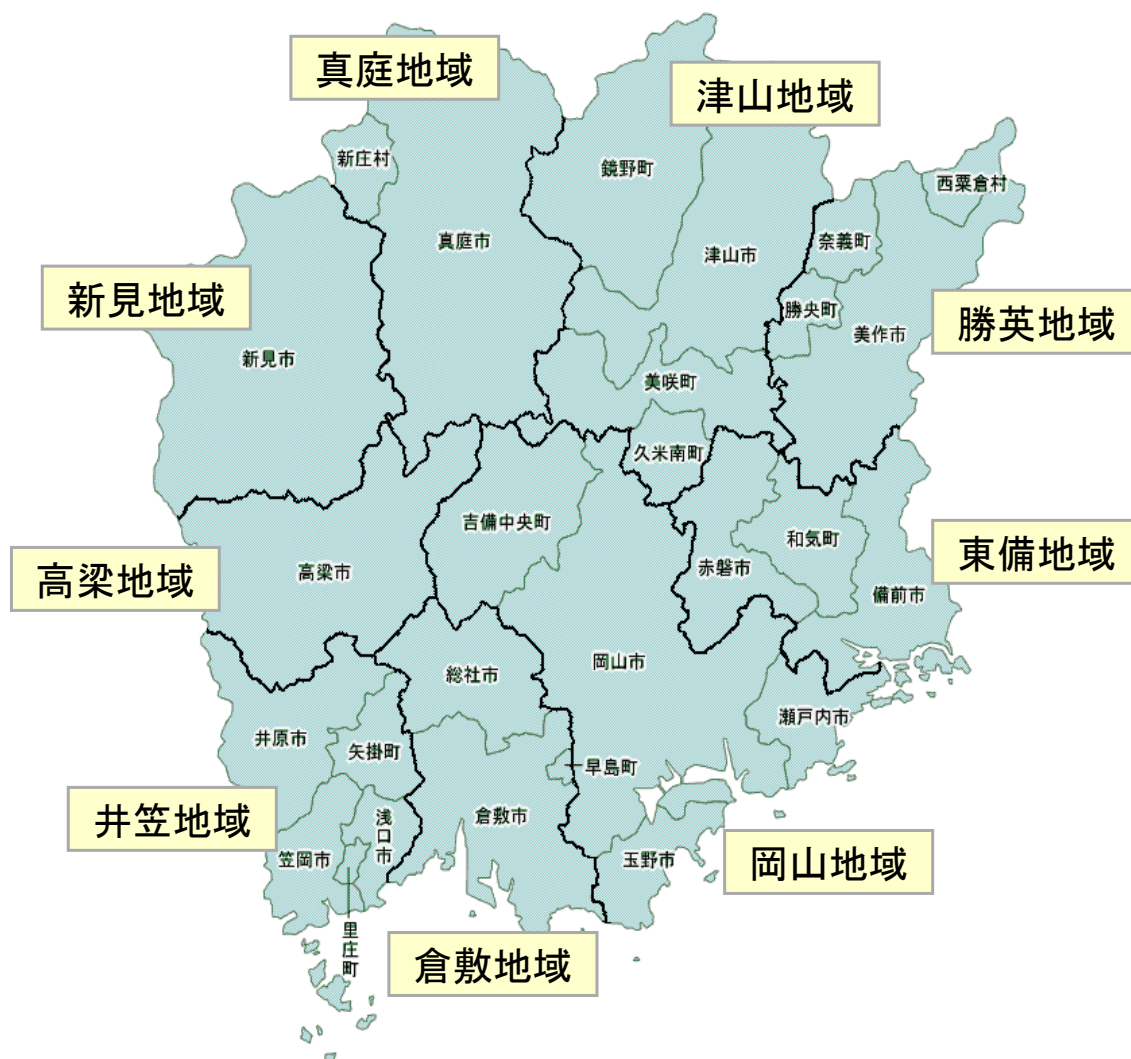 真庭地域
津山地域
新庄村
鏡野町
西粟倉村
真庭市
奈義町
津山市
新見地域
勝央町
勝英地域
美作市
新見市
美咲町
久米南町
吉備中央町
和気町
東備地域
高梁地域
高梁市
赤磐市
備前市
総社市
岡山市
瀬戸内市
井原市
矢掛町
早島町
井笠地域
浅口市
倉敷市
笠岡市
玉野市
岡山地域
里庄町
倉敷地域